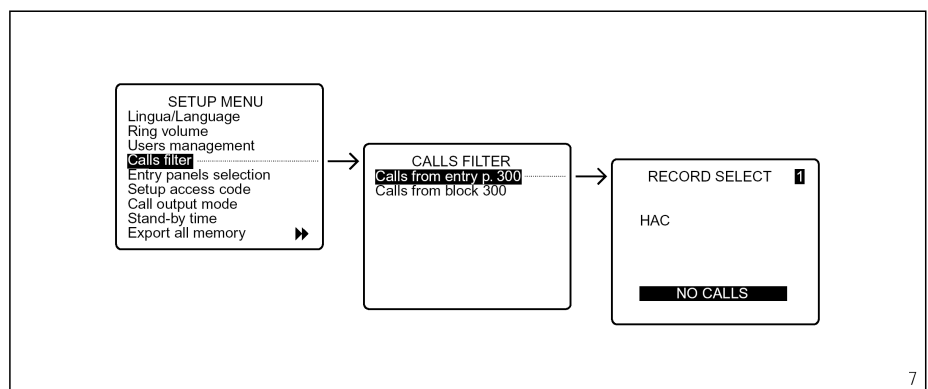 SETUP MENU
Lingua/Language
Ring volume
Users management
Calls filter
Entry panels selection
Setup access code
Call output mode
Stand-by time
Export all memory
CALLS FILTER
Calls from entry p. 300
Calls from block 300
RECORD SELECT 1
HAC
NO CALLS
7